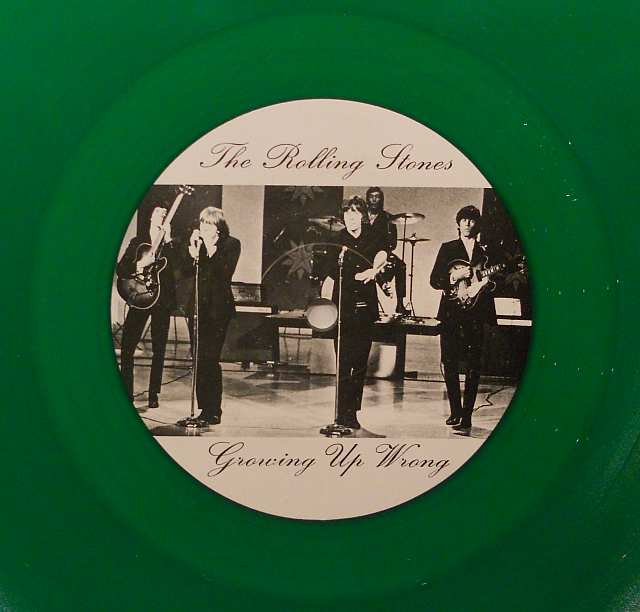 The Rolling Stones
Growing Up Wrong